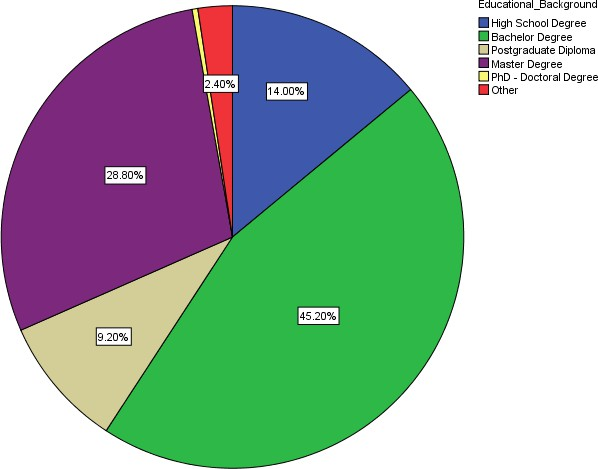 Educational_Background
High School Degree
Bachelor Degree
Postgraduate Diploma
Master Degree
PhD - Doctoral Degree
Other
2.40%
14.00%
28.80%
45.20%
9.20%